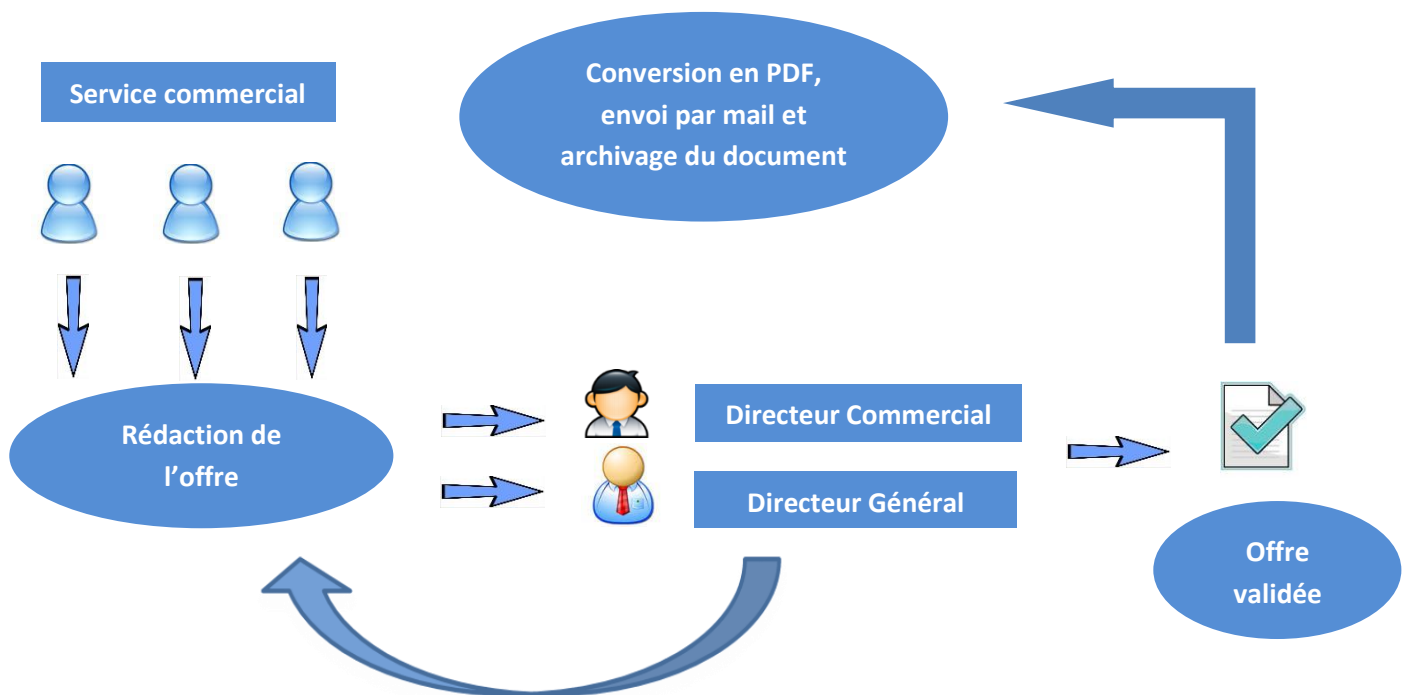 Service commercial
Conversion en PDF,
envoi par mail et
archivage du document
Rédaction de
l’offre
Directeur Commercial
Directeur Général
Offre
validée